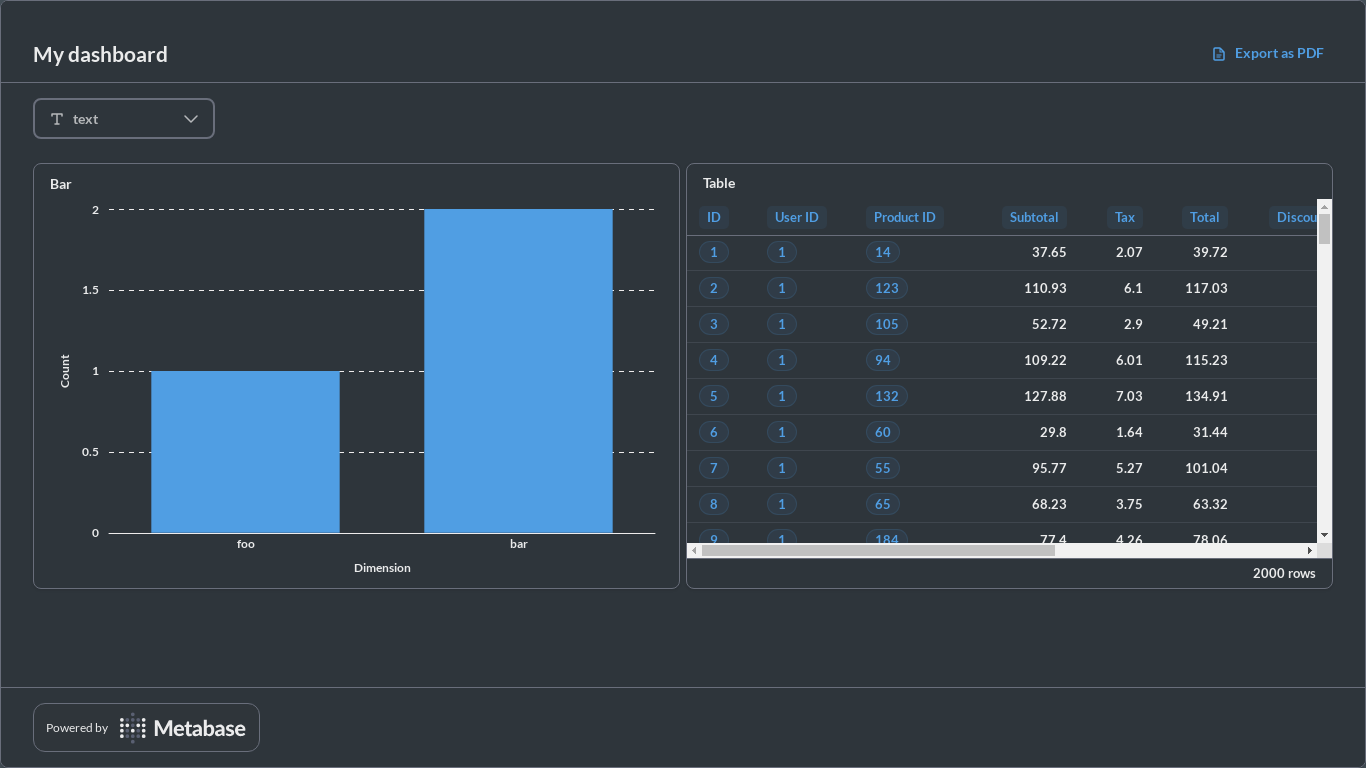 My dashboard
Export as PDF
text
Bar
2
1.5
1
0.5
0
Count
foo bar
Dimension
Table
ID User ID Product ID Subtotal Tax Total Discou
1 1 14 37.65 2.07 39.72
2 1 123 110.93 6.1 117.03
3 1 105 52.72 2.9 49.21
4 1 94 109.22 6.01 115.23
5 1 132 127.88 7.03 134.91
6 1 60 29.8 1.64 31.44
7 1 55 95.77 5.27 101.04
8 1 65 68.23 3.75 63.32
9 1 184 77.4 4.26 78.06
2000 rows
Powered by Metabase